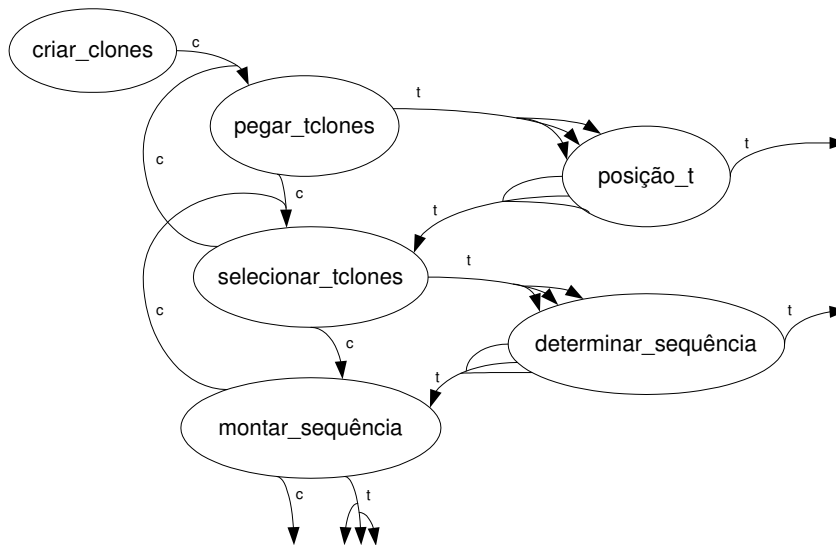 criar_clones
c
pegar_tclones
t
c
posição_t
t
c
t
selecionar_tclones
t
c
determinar_sequência
t
c
t
montar_sequência
c
t